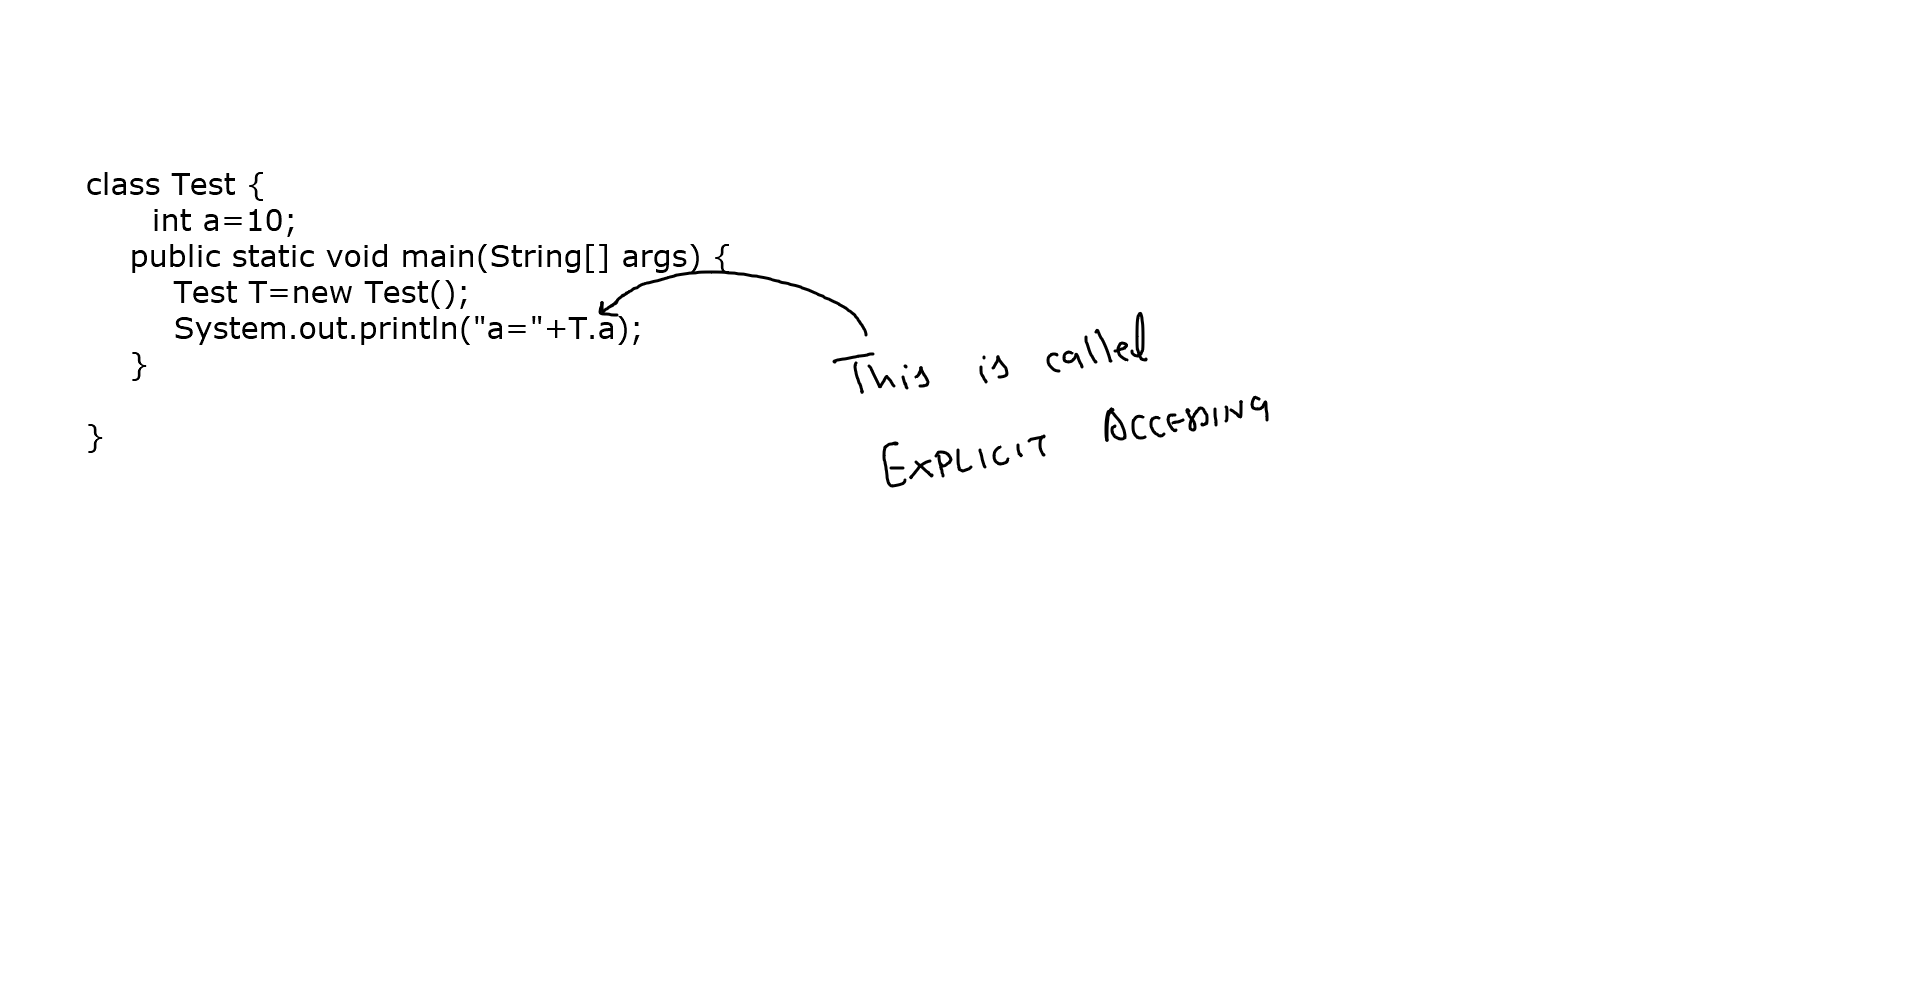 class Test {
int a=10;
public static void main(String[] args) {
Test T=new Test();
System.out.println("a="+T.a);
}
}
This is called
EXPLICIT ACCESSING